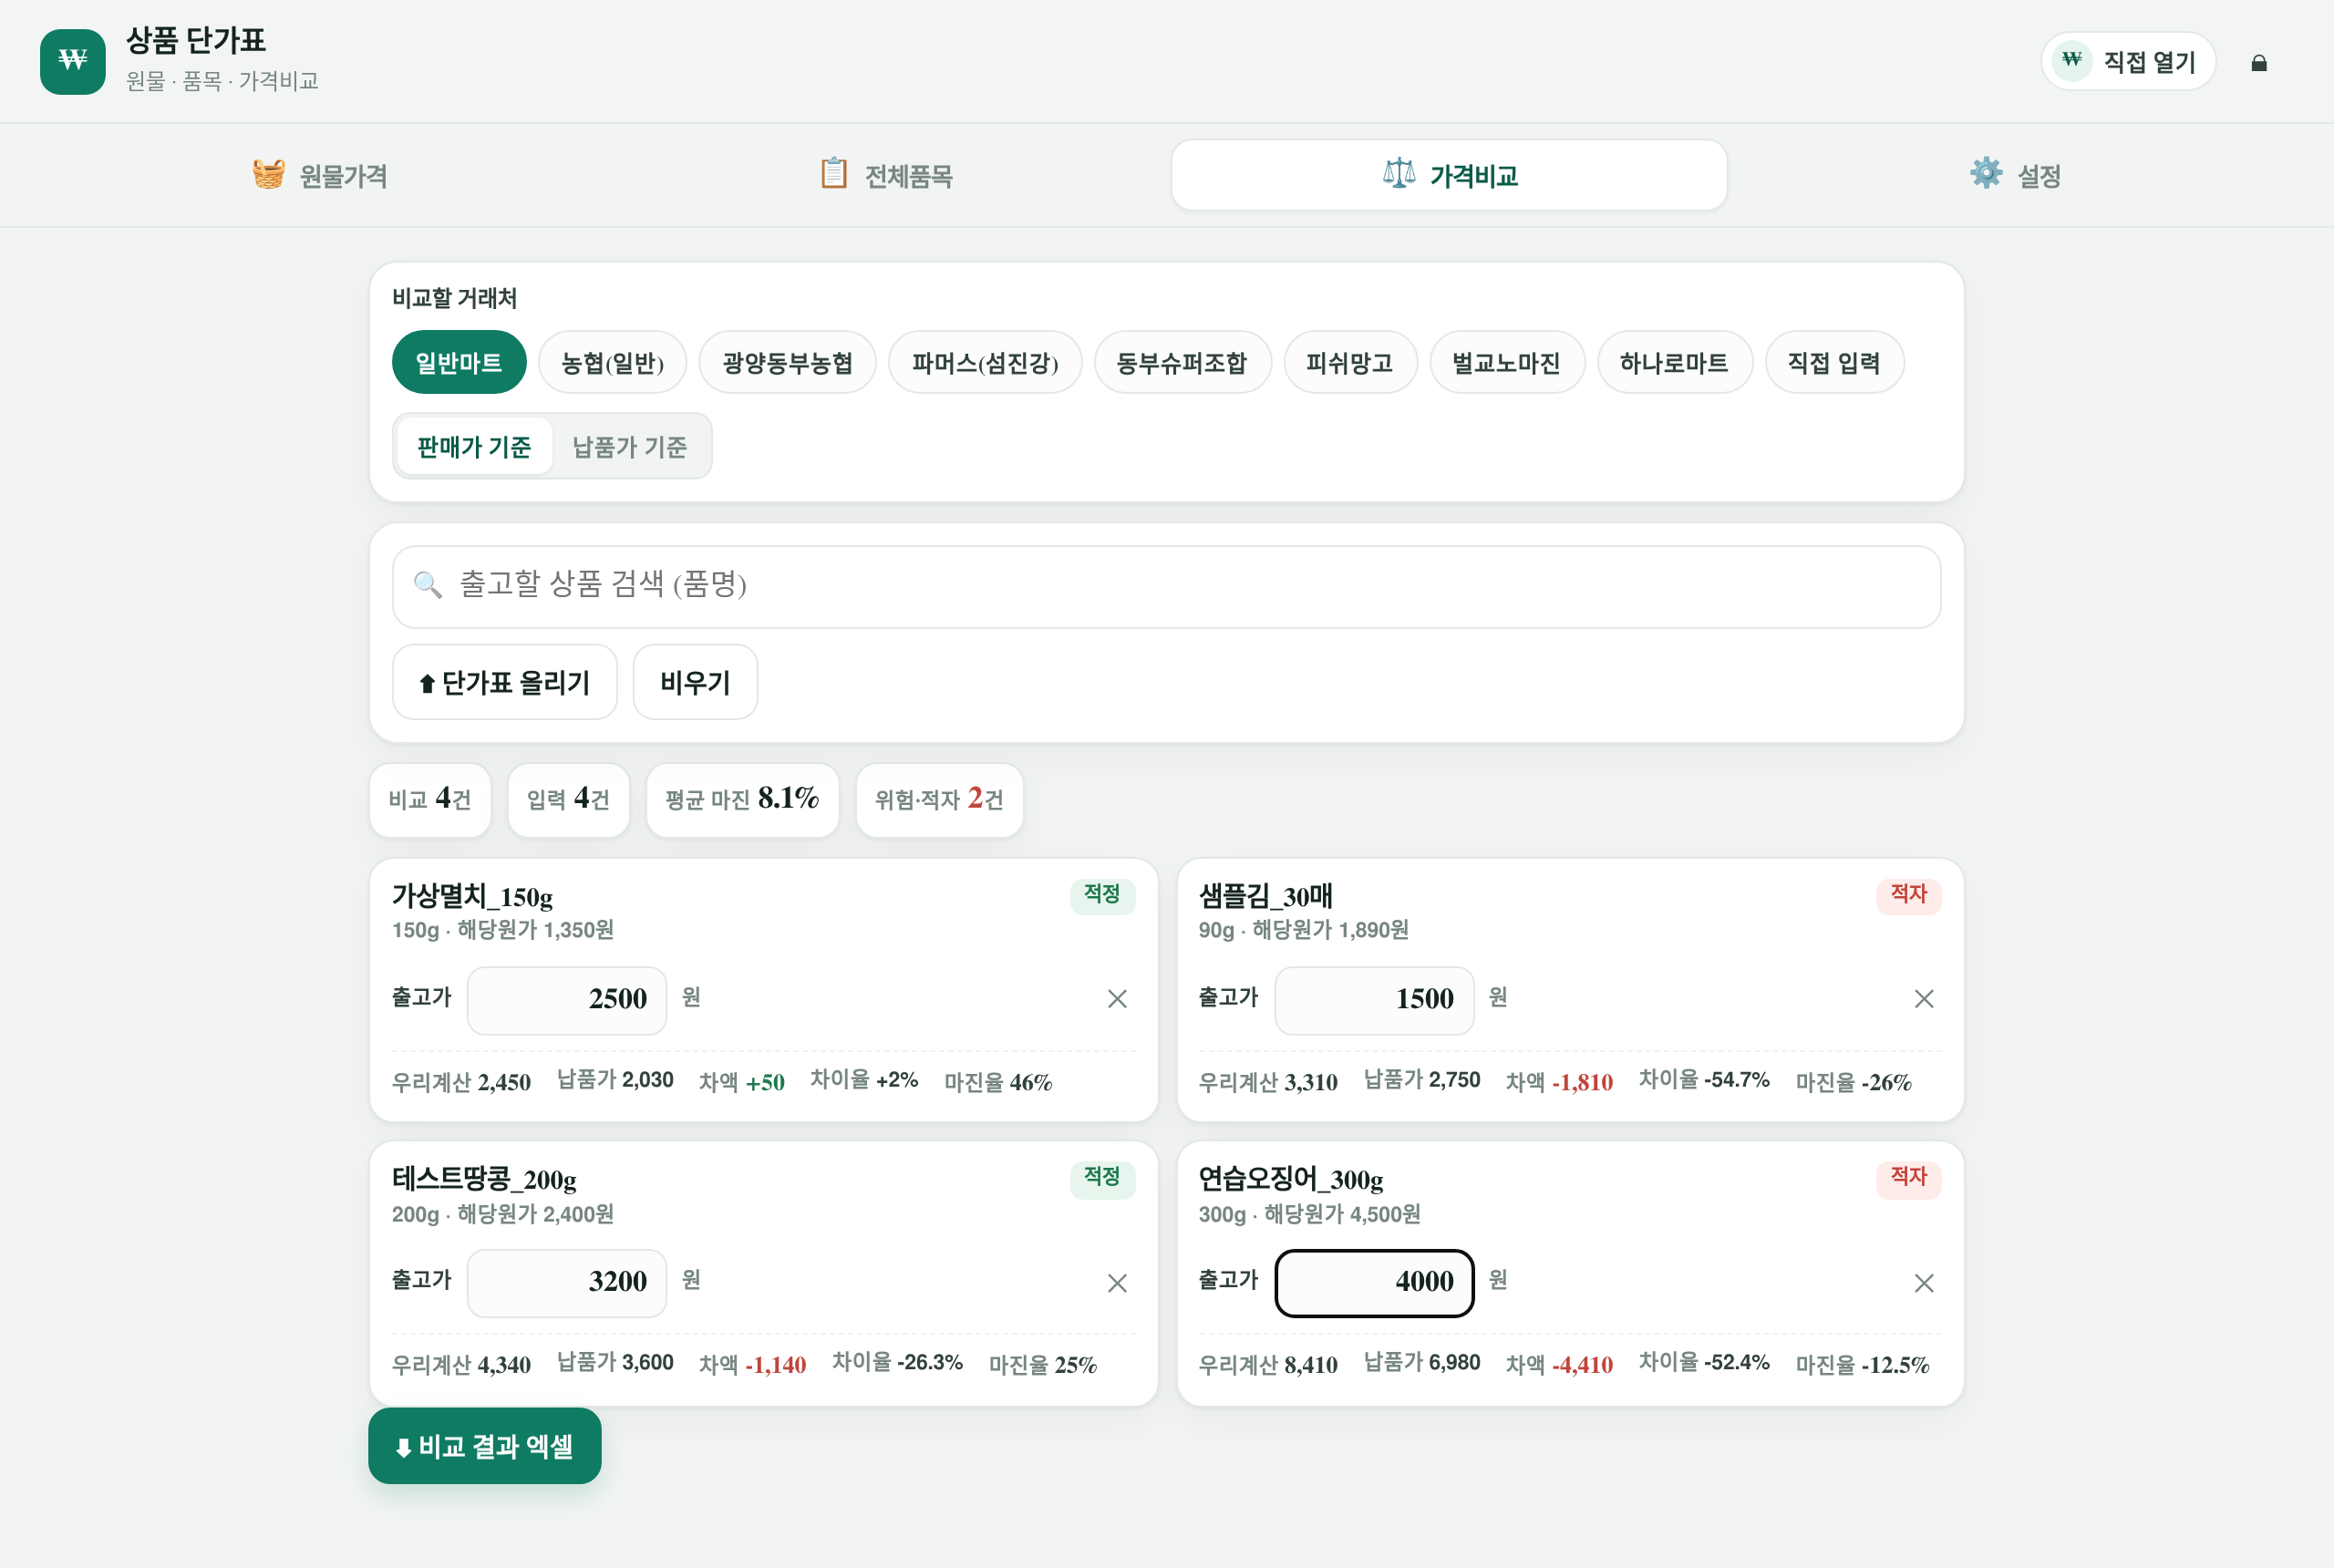 ₩ 상품 단가표
원물 · 품목 · 가격비교
₩ 직접 열기
원물가격 전체품목 가격비교 설정
비교할 거래처
일반마트 농협(일반) 광양동부농협 파머스(섬진강) 동부슈퍼조합 피쉬망고 벌교노마진 하나로마트 직접 입력
판매가 기준 납품가 기준
출고할 상품 검색 (품명)
⬆ 단가표 올리기 비우기
비교 4건 입력 4건 평균 마진 8.1% 위험·적자 2건
가상멸치_150g 적정
150g · 해당원가 1,350원
출고가 2500 원 ×
우리계산 2,450 납품가 2,030 차액 +50 차이율 +2% 마진율 46%
샘플김_30매 적자
90g · 해당원가 1,890원
출고가 1500 원 ×
우리계산 3,310 납품가 2,750 차액 -1,810 차이율 -54.7% 마진율 -26%
테스트땅콩_200g 적정
200g · 해당원가 2,400원
출고가 3200 원 ×
우리계산 4,340 납품가 3,600 차액 -1,140 차이율 -26.3% 마진율 25%
연습오징어_300g 적자
300g · 해당원가 4,500원
출고가 4000 원 ×
우리계산 8,410 납품가 6,980 차액 -4,410 차이율 -52.4% 마진율 -12.5%
⬇ 비교 결과 엑셀